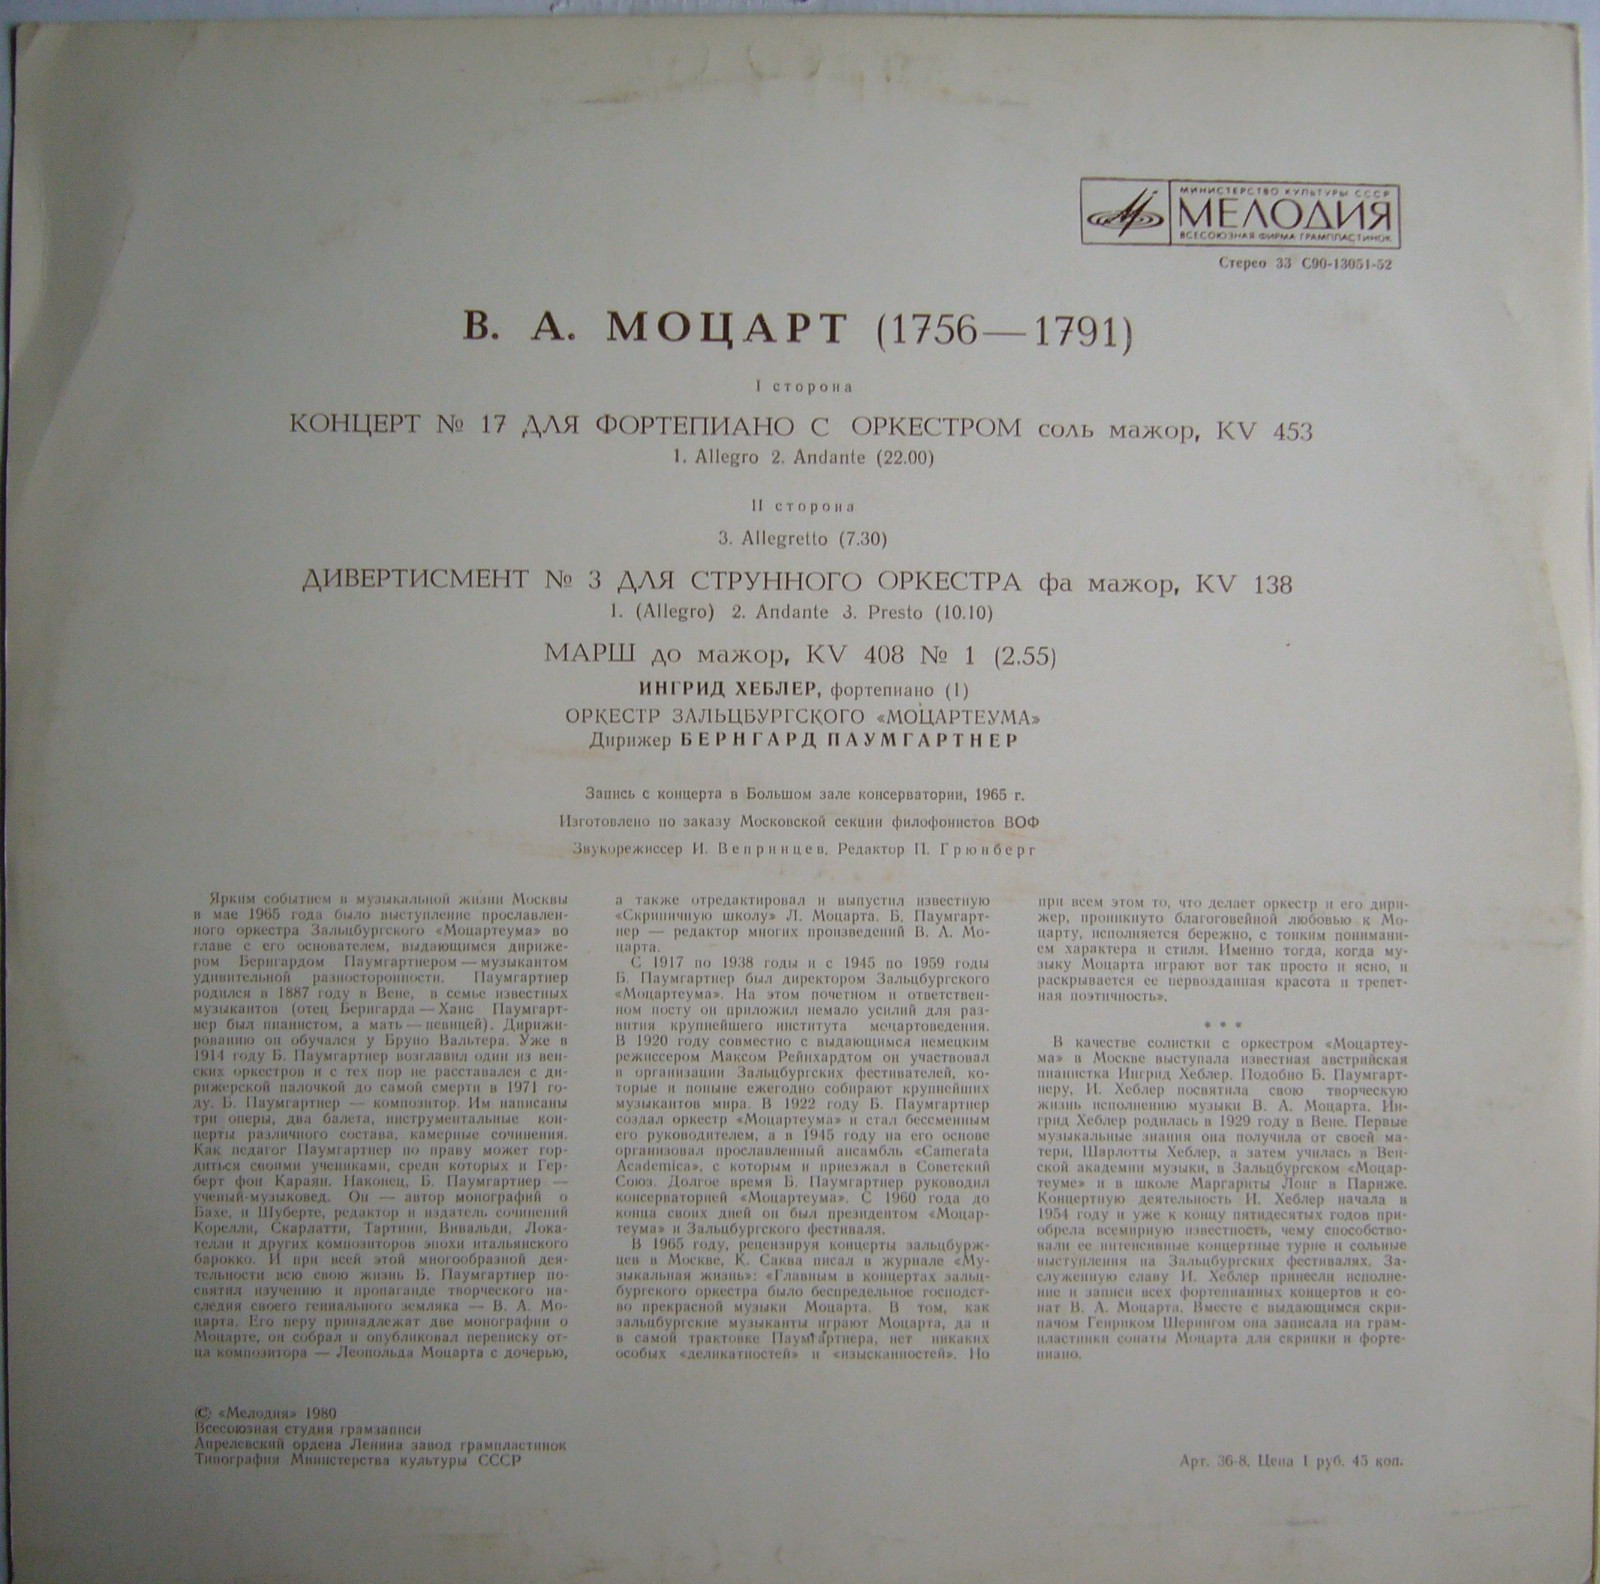 МИНИСТЕРСТВО КУЛЬТУРЫ СССР
МЕЛОДИЯ
ВСЕСОЮЗНАЯ ФИРМА ГРАМПЛАСТИНОК
Стерео 33 С90-13051-52
В. А. МОЦАРТ (1756—1791)
I сторона
КОНЦЕРТ № 17 ДЛЯ ФОРТЕПИАНО С ОРКЕСТРОМ соль мажор, KV 453
1. Allegro 2. Andante (22.00)
II сторона
3. Allegretto (7.30)
ДИВЕРТИСМЕНТ № 3 ДЛЯ СТРУННОГО ОРКЕСТРА фа мажор, KV 138
1. (Allegro) 2. Andante 3. Presto (10.10)
МАРШ до мажор, KV 408 № 1 (2.55)
ИНГРИД ХЕБЛЕР, фортепиано (1)
ОРКЕСТР ЗАЛЬЦБУРГСКОГО «МОЦАРТЕУМА»
Дирижер БЕРНГАРД ПАУМГАРТНЕР
Запись с концерта в Большом зале консерватории, 1965 г.
Изготовлено по заказу Московской секции филофонистов ВОФ
Звукорежиссер И. Вепринцев. Редактор П. Грюнберг
Ярким событием в музыкальной жизни Москвы
в мае 1965 года было выступление прославлен-
ного оркестра Зальцбургского «Моцартеума» во
главе с его основателем, выдающимся дириже-
ром Бернгардом Паумгартнером — музыкантом
удивительной разносторонности. Паумгартнер
родился в 1887 году в Вене, в семье известных
музыкантов (отец Бернгарда — Ханс Паумгарт-
нер был пианистом, а мать — певицей). Дирижи-
рованию он обучался у Бруно Вальтера. Уже в
1914 году Б. Паумгартнер возглавил один из вен-
ских оркестров и с тех пор не расставался с ди-
рижерской палочкой до самой смерти в 1971 го-
ду. Б. Паумгартнер — композитор. Им написаны
три оперы, два балета, инструментальные кон-
церты различного состава, камерные сочинения.
Как педагог Паумгартнер по праву может гор-
диться своими учениками, среди которых и Гер-
берт фон Караян. Наконец, Б. Паумгартнер —
ученый-музыковед. Он — автор монографий о
Бахе, и Шуберте, редактор и издатель сочинений
Корелли, Скарлатти, Тартини, Вивальди, Лока-
телли и других композиторов эпохи итальянского
барокко. И при всей этой многообразной дея-
тельности всю свою жизнь Б. Паумгартнер по-
святил изучению и пропаганде творческого на-
следия своего гениального земляка — В. А. Мо-
царта. Его перу принадлежат две монографии о
Моцарте, он собрал и опубликовал переписку от-
ца композитора — Леопольда Моцарта с дочерью,
а также отредактировал и выпустил известную
«Скрипичную школу» Л. Моцарта. Б. Паумгарт-
нер — редактор многих произведений В. А. Мо-
царта.
С 1917 по 1938 годы и с 1945 по 1959 годы
Б. Паумгартнер был директором Зальцбургского
«Моцартеума». На этом почетном и ответствен-
ном посту он приложил немало усилий для раз-
вития крупнейшего института моцартоведения.
В 1920 году совместно с выдающимся немецким
режиссером Максом Рейнхардтом он участвовал
в организации Зальцбургских фестивалей, ко-
торые и поныне ежегодно собирают крупнейших
музыкантов мира. В 1922 году Б. Паумгартнер
создал оркестр «Моцартеума» и стал бессменным
его руководителем, а в 1945 году на его основе
организовал прославленный ансамбль «Camerata
Academica», с которым и приезжал в Советский
Союз. Долгое время Б. Паумгартнер руководил
консерваторией «Моцартеума». С 1960 года до
конца своих дней он был президентом «Моцар-
теума» и Зальцбургского фестиваля.
В 1965 году, рецензируя концерты зальцбурж-
цев в Москве, К. Саква писал в журнале «Му-
зыкальная жизнь»: «Главным в концертах зальц-
бургского оркестра было беспредельное господст-
во прекрасной музыки Моцарта. В том, как
зальцбургские музыканты играют Моцарта, да и
в самой трактовке Паумгартнера, нет никаких
особых «деликатностей» и «изысканностей». Но
при всем этом то, что делает оркестр и его дири-
жер, проникнуто благоговейной любовью к Мо-
царту, исполняется бережно, с тонким понимани-
ем характера и стиля. Именно тогда, когда му-
зыку Моцарта играют вот так просто и ясно, и
раскрывается ее первозданная красота и трепет-
ная поэтичность».
* * *
В качестве солистки с оркестром «Моцартеу-
ма» в Москве выступала известная австрийская
пианистка Ингрид Хеблер. Подобно Б. Паумгарт-
неру, И. Хеблер посвятила свою творческую
жизнь исполнению музыки В. А. Моцарта. Ин-
грид Хеблер родилась в 1929 году в Вене. Первые
музыкальные знания она получила от своей ма-
тери, Шарлотты Хеблер, а затем училась в Вен-
ской академии музыки, в Зальцбургском «Моцар-
теуме» и в школе Маргариты Лонг в Париже.
Концертную деятельность И. Хеблер начала в
1954 году и уже к концу пятидесятых годов при-
обрела всемирную известность, чему способство-
вали ее интенсивные концертные турне и сольные
выступления на Зальцбургских фестивалях. За-
служенную славу И. Хеблер принесли исполне-
ние и записи всех фортепианных концертов и со-
нат В. А. Моцарта. Вместе с выдающимся скри-
пачом Генриком Шерингом она записала на грам-
пластинки сонаты Моцарта для скрипки и форте-
пиано.
© «Мелодия» 1980
Всесоюзная студия грамзаписи
Апрелевский ордена Ленина завод грампластинок
Типография Министерства культуры СССР
Арт. 36-8. Цена 1 руб. 45 коп.